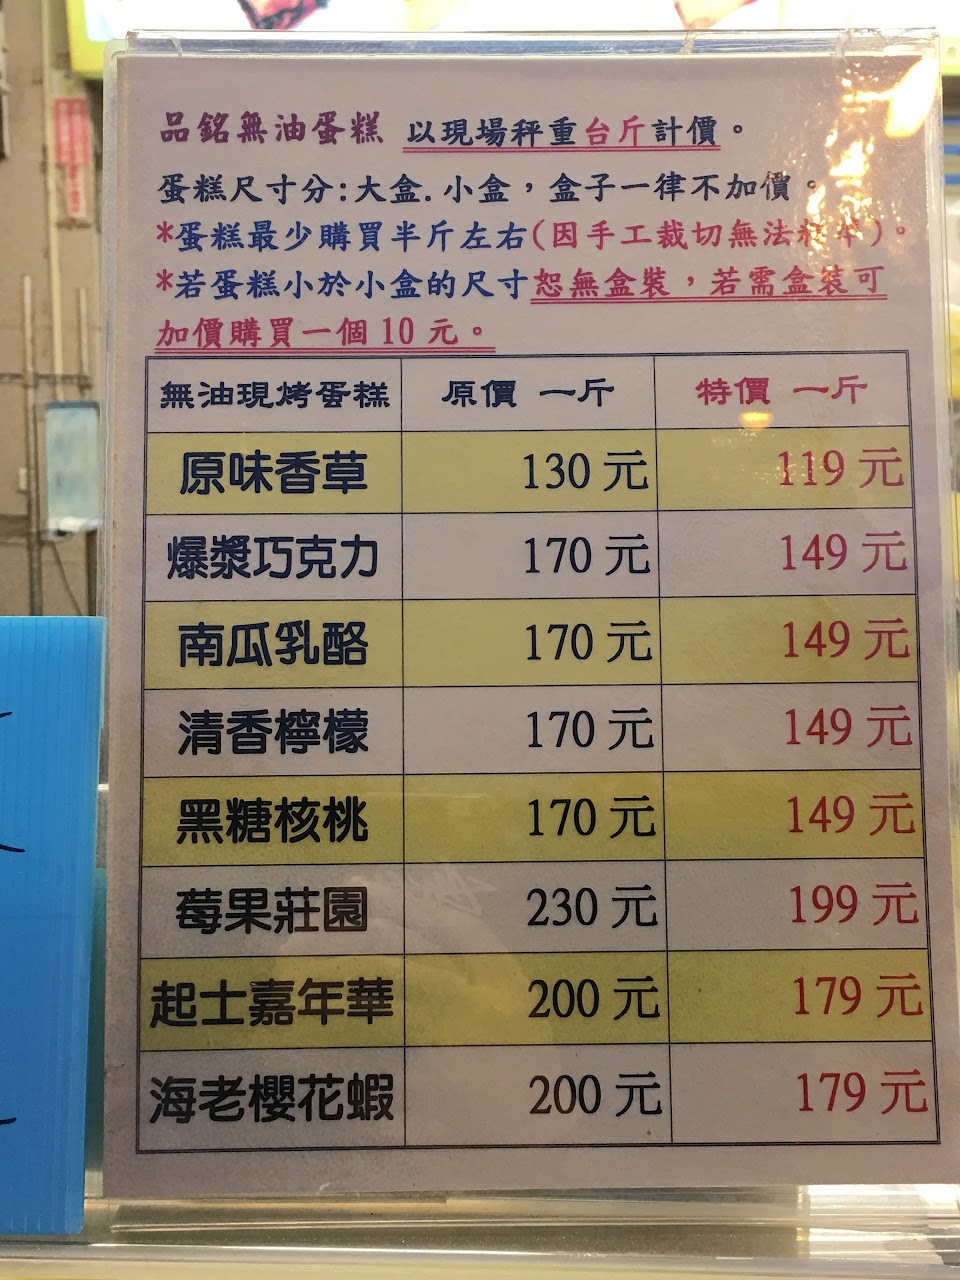 品銘無油蛋糕 以現場秤重台斤計價。
蛋糕尺寸分:大盒.小盒，盒子一律不加價。
*蛋糕最少購買半斤左右(因手工裁切無法精準)。
*若蛋糕小於小盒的尺寸恕無盒裝，若需盒裝可
加價購買一個10元。
無油現烤蛋糕 原價 一斤 特價 一斤
原味香草 130元 119元
爆漿巧克力 170元 149元
南瓜乳酪 170元 149元
清香檸檬 170元 149元
黑糖核桃 170元 149元
莓果莊園 230元 199元
起士嘉年華 200元 179元
海老櫻花蝦 200元 179元